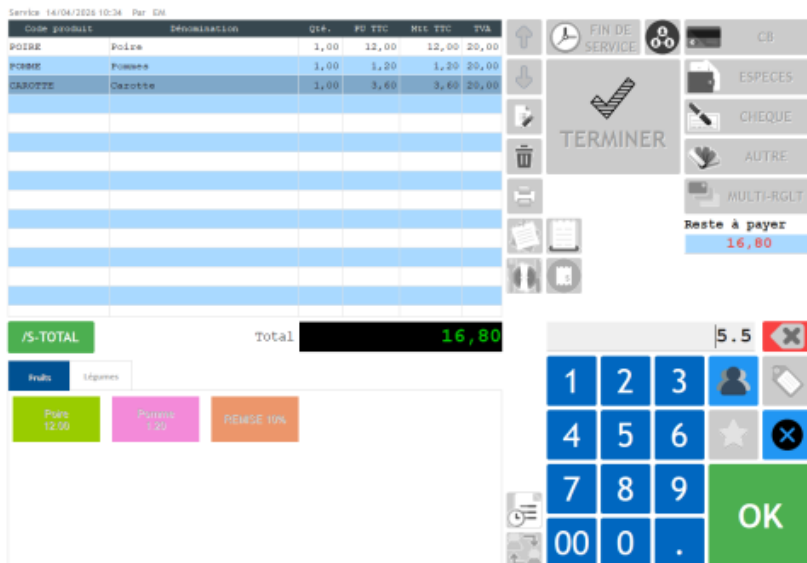 Service 14/04/2026 10:34 Par EM
Code produit Dénomination Qté. PU TTC Mtt TTC TVA
POIRE Poire 1,00 12,00 12,00 20,00
POMME Pommes 1,00 1,20 1,20 20,00
CAROTTE Carotte 1,00 3,60 3,60 20,00
FIN DE
SERVICE
TERMINER
CB
ESPECES
CHEQUE
AUTRE
MULTI-RGLT
Reste à payer
16,80
/S-TOTAL
Total 16,80
5.5
Fruits Légumes
Poire
12.00
Pomme
1.20
REMISE 10%
1 2 3
4 5 6
7 8 9
00 0 .
OK